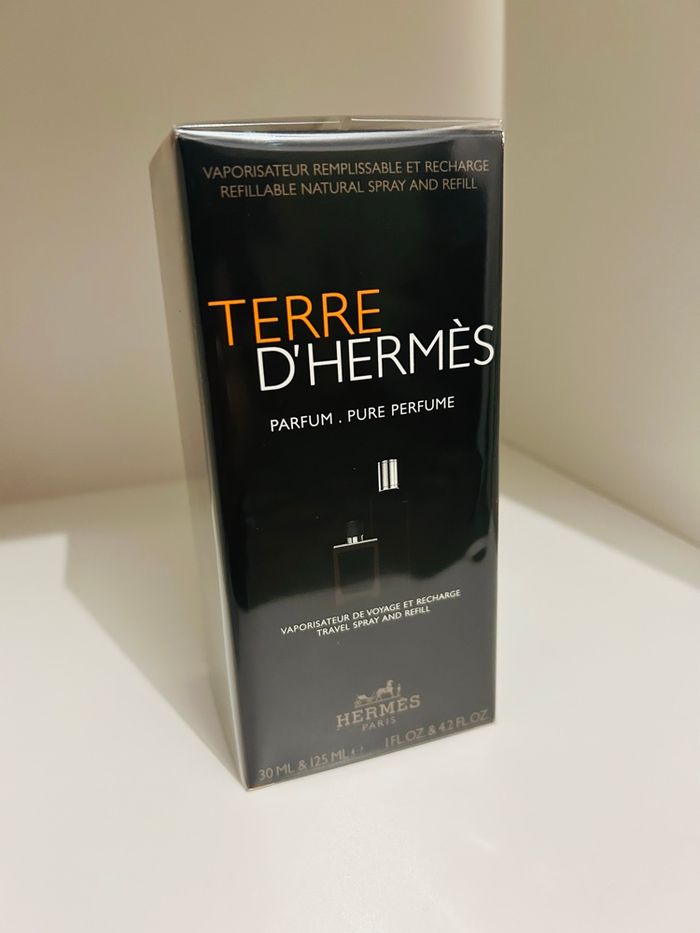 VAPORISATEUR REMPLISSABLE ET RECHARGE
REFILLABLE NATURAL SPRAY AND REFILL
TERRE
D'HERMÈS
PARFUM . PURE PERFUME
VAPORISATEUR DE VOYAGE ET RECHARGE
TRAVEL SPRAY AND REFILL
HERMÈS
PARIS
30 ML & 125 ML ℮ 1 FL.OZ & 4.2 FL.OZ